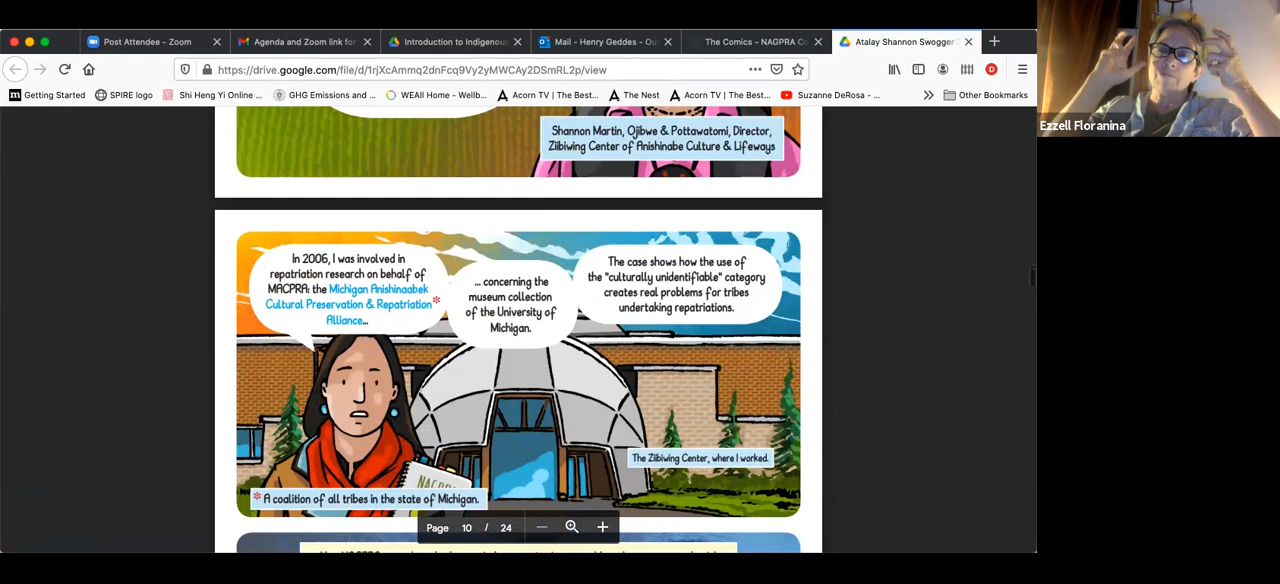 Post Attendee - Zoom
Agenda and Zoom link for
Introduction to Indigenou
Mail - Henry Geddes - Ou
The Comics - NAGPRA Co
Atalay Shannon Swogger
https://drive.google.com/file/d/1rjXcAmmq2dnFcq9Vy2yMWCAy2DSmRL2p/view
Getting Started
SPIRE logo
Shi Heng Yi Online ...
GHG Emissions and ...
WEAll Home - Wellb...
Acorn TV | The Best...
The Nest
Acorn TV | The Best...
Suzanne DeRosa - ...
Other Bookmarks
Ezzell Floranina
Shannon Martin, Ojibwe & Pottawatomi, Director,
Ziibiwing Center of Anishinabe Culture & Lifeways
In 2006, I was involved in
repatriation research on behalf of
MACPRA: the Michigan Anishinaabek
Cultural Preservation & Repatriation*
Alliance...
... concerning the
museum collection
of the University of
Michigan.
The case shows how the use of
the "culturally unidentifiable" category
creates real problems for tribes
undertaking repatriations.
The Ziibiwing Center, where I worked.
* A coalition of all tribes in the state of Michigan.
Page 10 / 24